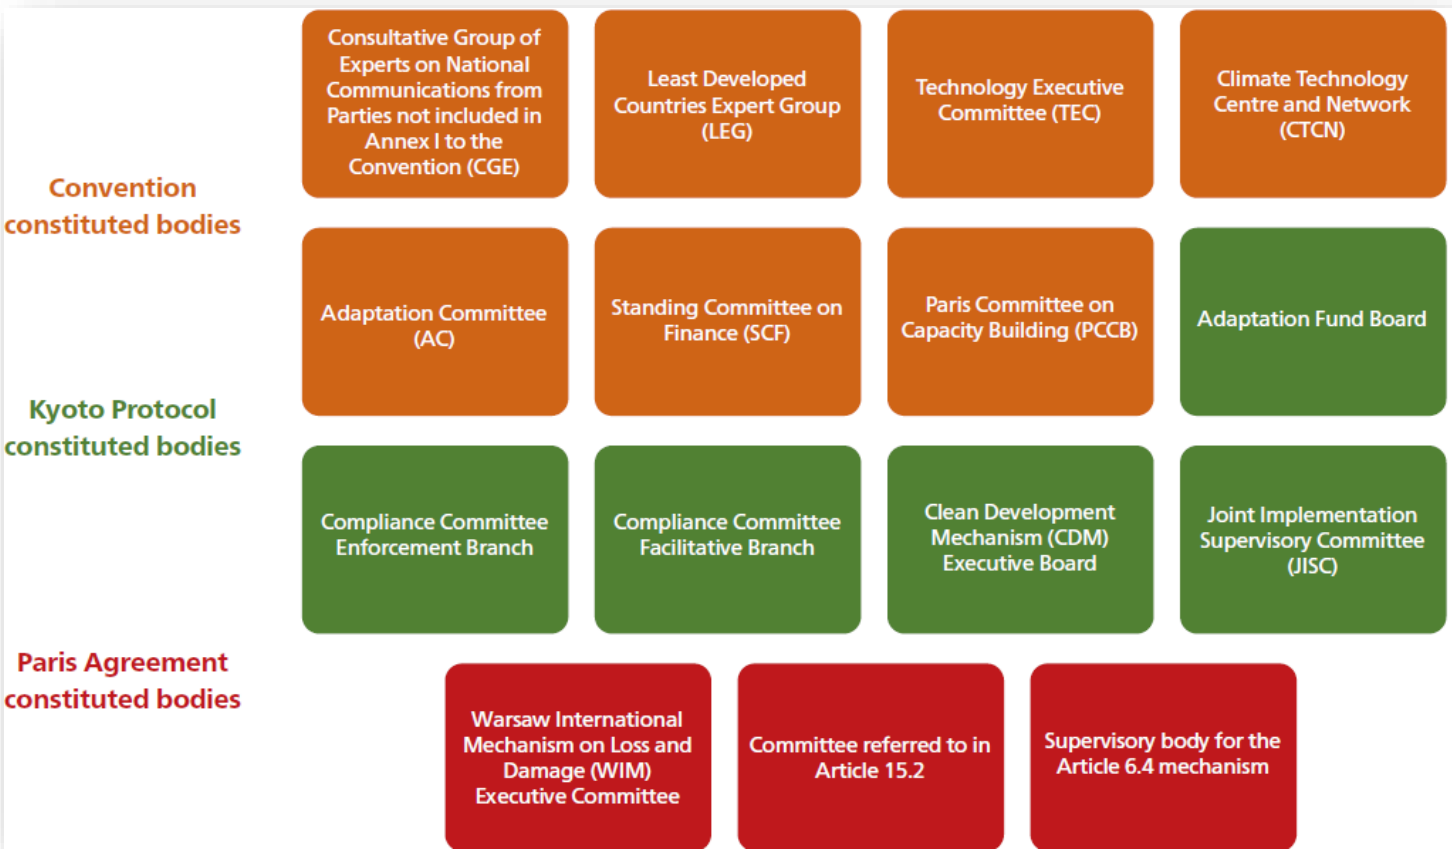 Consultative Group of
Experts on National
Communications from
Parties not included in
Annex I to the
Convention (CGE)
Least Developed
Countries Expert Group
(LEG)
Technology Executive
Committee (TEC)
Climate Technology
Centre and Network
(CTCN)
Convention
constituted bodies
Adaptation Committee
(AC)
Standing Committee on
Finance (SCF)
Paris Committee on
Capacity Building (PCCB)
Adaptation Fund Board
Kyoto Protocol
constituted bodies
Compliance Committee
Enforcement Branch
Compliance Committee
Facilitative Branch
Clean Development
Mechanism (CDM)
Executive Board
Joint Implementation
Supervisory Committee
(JISC)
Paris Agreement
constituted bodies
Warsaw International
Mechanism on Loss and
Damage (WIM)
Executive Committee
Committee referred to in
Article 15.2
Supervisory body for the
Article 6.4 mechanism